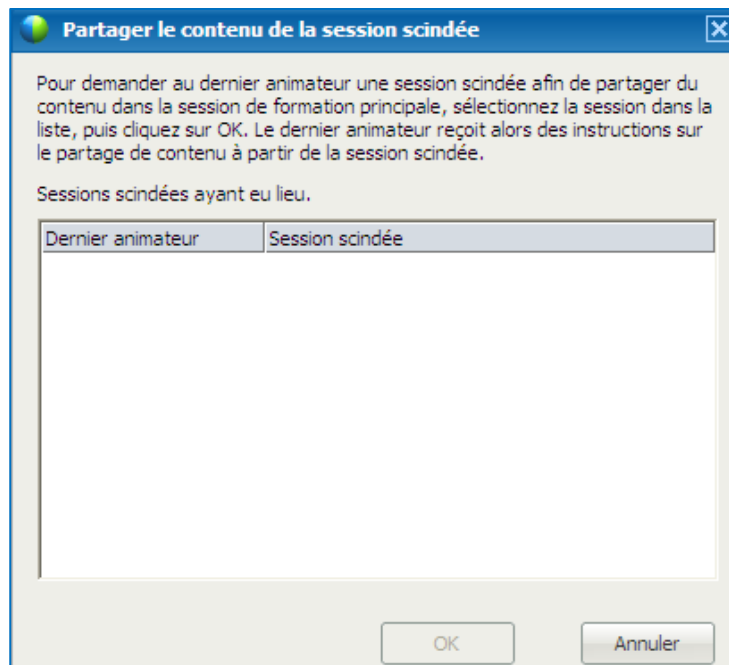 Partager le contenu de la session scindée
Pour demander au dernier animateur une session scindée afin de partager du
contenu dans la session de formation principale, sélectionnez la session dans la
liste, puis cliquez sur OK. Le dernier animateur reçoit alors des instructions sur
le partage de contenu à partir de la session scindée.
Sessions scindées ayant eu lieu.
Dernier animateur Session scindée
OK Annuler